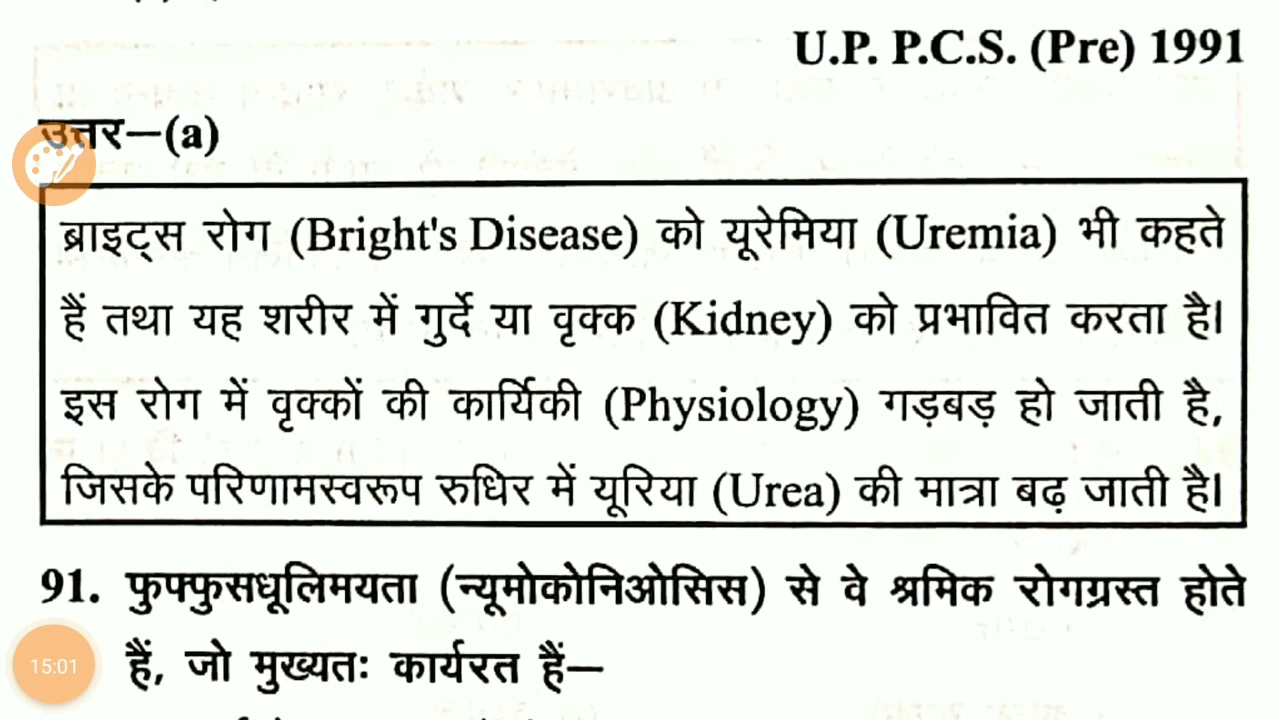 U.P. P.C.S. (Pre) 1991
उत्तर–(a)
ब्राइट्स रोग (Bright's Disease) को यूरेमिया (Uremia) भी कहते
हैं तथा यह शरीर में गुर्दे या वृक्क (Kidney) को प्रभावित करता है।
इस रोग में वृक्कों की कार्यिकी (Physiology) गड़बड़ हो जाती है,
जिसके परिणामस्वरूप रुधिर में यूरिया (Urea) की मात्रा बढ़ जाती है।
91. फुफ्फुसधूलिमयता (न्यूमोकोनिओसिस) से वे श्रमिक रोगग्रस्त होते
हैं, जो मुख्यतः कार्यरत हैं–
15:01